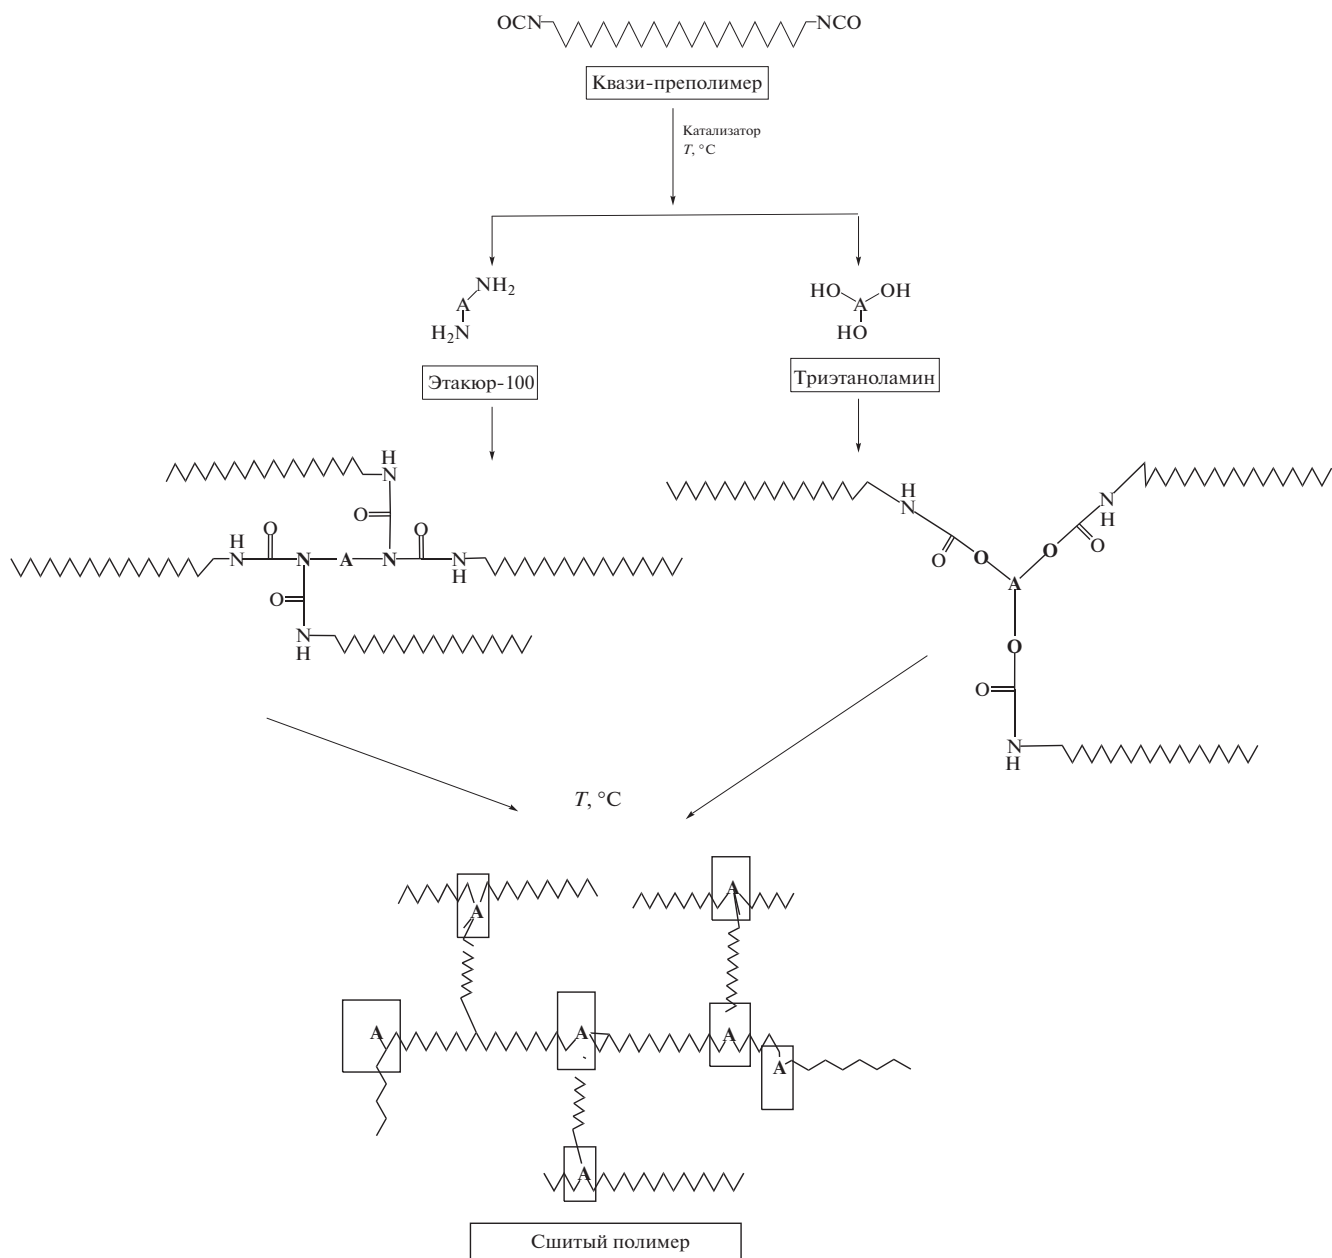 OCN NCO
Квази-преполимер
Катализатор
T, °C
NH2
A
H2N
HO OH
A
HO
Этакюр-100
Триэтаноламин
H
N
O
H
N
O
N A N
O
N
H
O
N
H
H
N
O
O
N
H
O
O
A
O
O
N
H
T, °C
A
A
A
A
A
A
A
Сшитый полимер